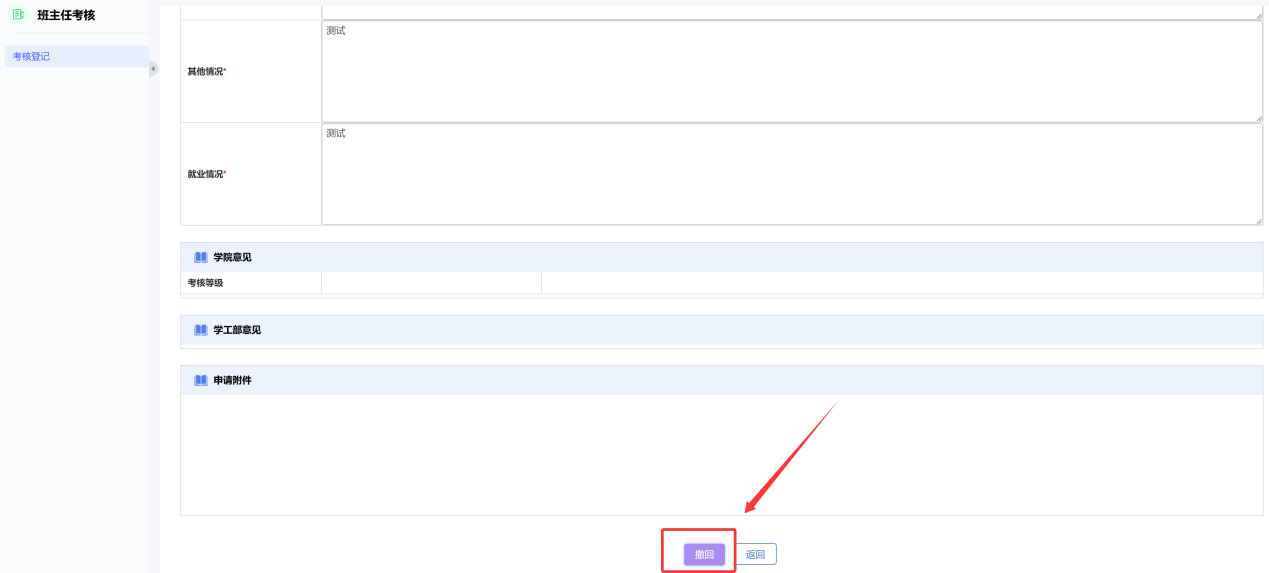 班主任考核
考核登记
测试
其他情况*
测试
就业情况*
学院意见
考核等级
学工部意见
申请附件
撤回
返回